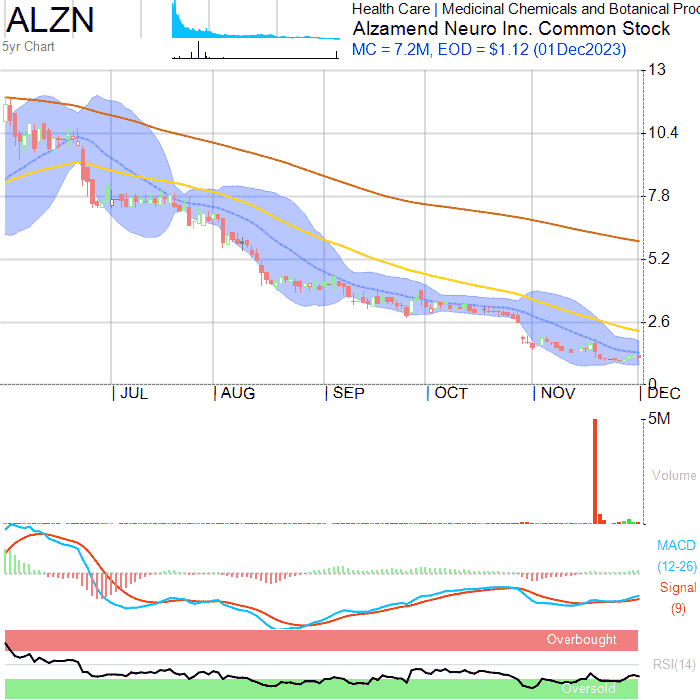 ALZN
5yr Chart
Health Care | Medicinal Chemicals and Botanical Proc
Alzamend Neuro Inc. Common Stock
MC = 7.2M, EOD = $1.12 (01Dec2023)
13
10.4
7.8
5.2
2.6
0
JUL AUG SEP OCT NOV DEC
5M
Volume
MACD
(12-26)
Signal
(9)
Overbought
RSI(14)
Oversold